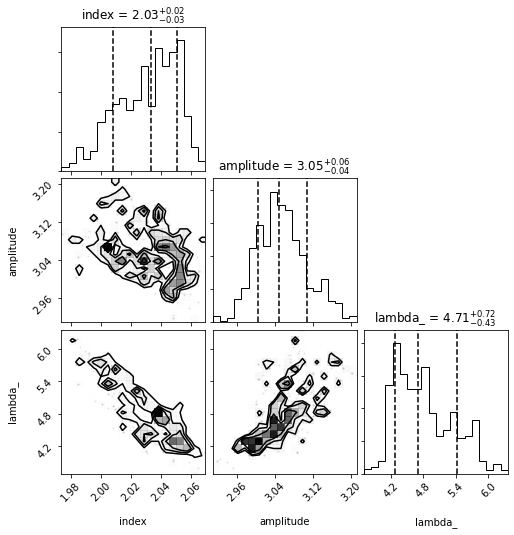 index = 2.03+0.02−0.03
amplitude = 3.05+0.06−0.04
lambda_ = 4.71+0.72−0.43
amplitude
3.20
3.12
3.04
2.96
lambda_
6.0
5.4
4.8
4.2
1.98 2.00 2.02 2.04 2.06
2.96 3.04 3.12 3.20
4.2 4.8 5.4 6.0
index amplitude lambda_